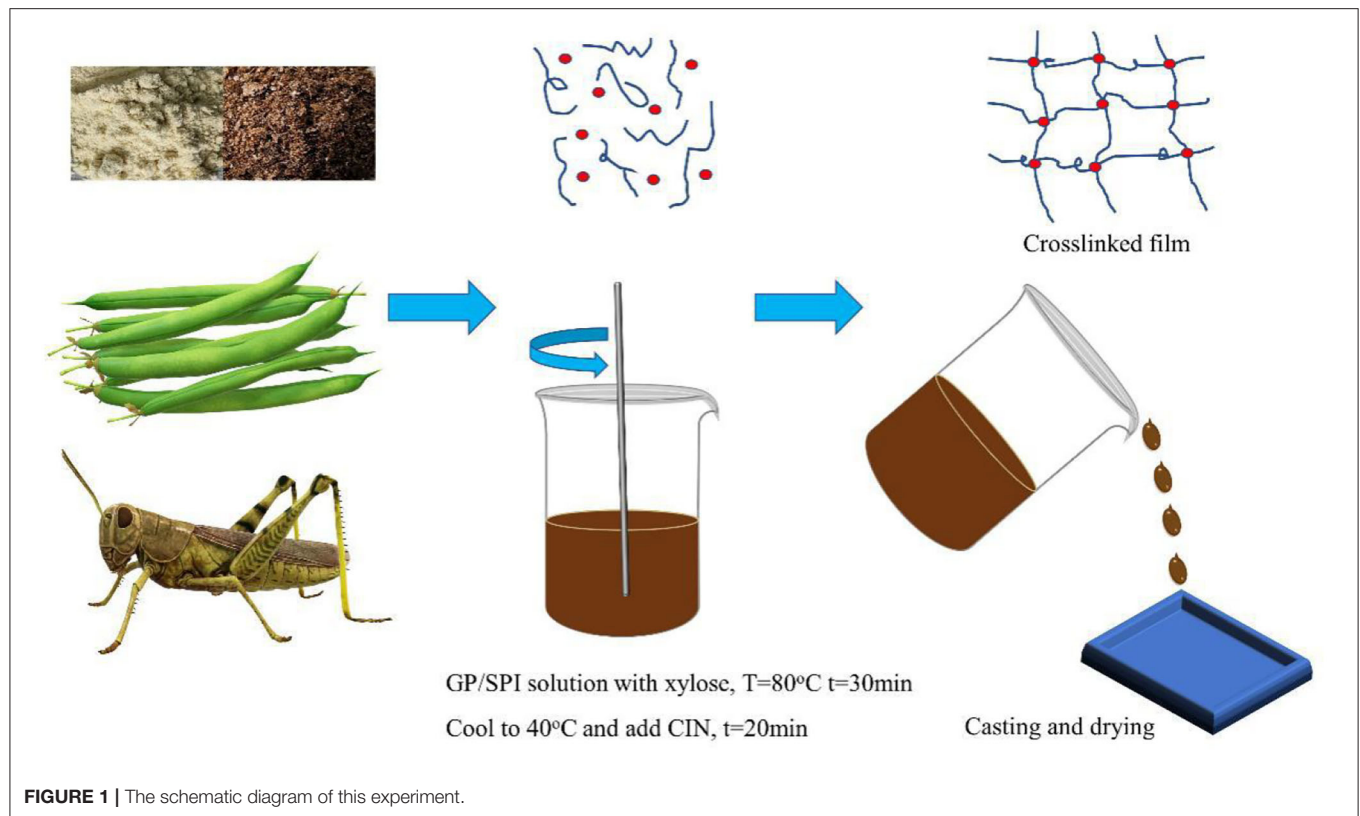 Crosslinked film
GP/SPI solution with xylose, T=80°C t=30min
Cool to 40°C and add CIN, t=20min
Casting and drying
FIGURE 1 | The schematic diagram of this experiment.